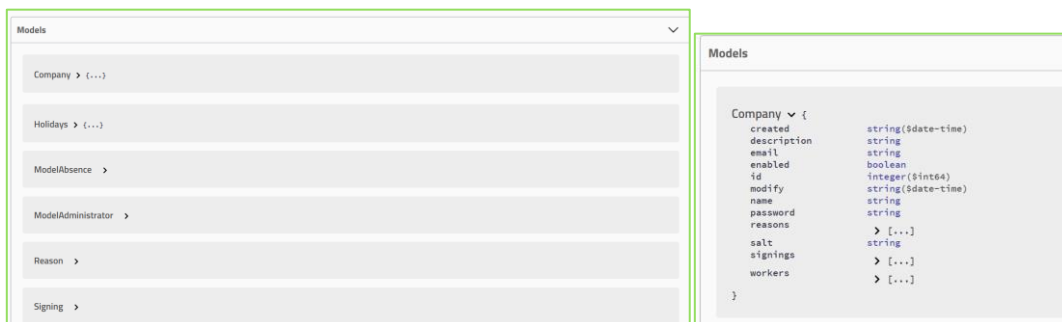 Models
Company > {...}
Holidays > {...}
ModelAbsence >
ModelAdministrator >
Reason >
Signing >
Models
Company {
created string($date-time)
description string
email string
enabled boolean
id integer($int64)
modify string($date-time)
name string
password string
reasons > [...]
salt string
signings > [...]
workers > [...]
}